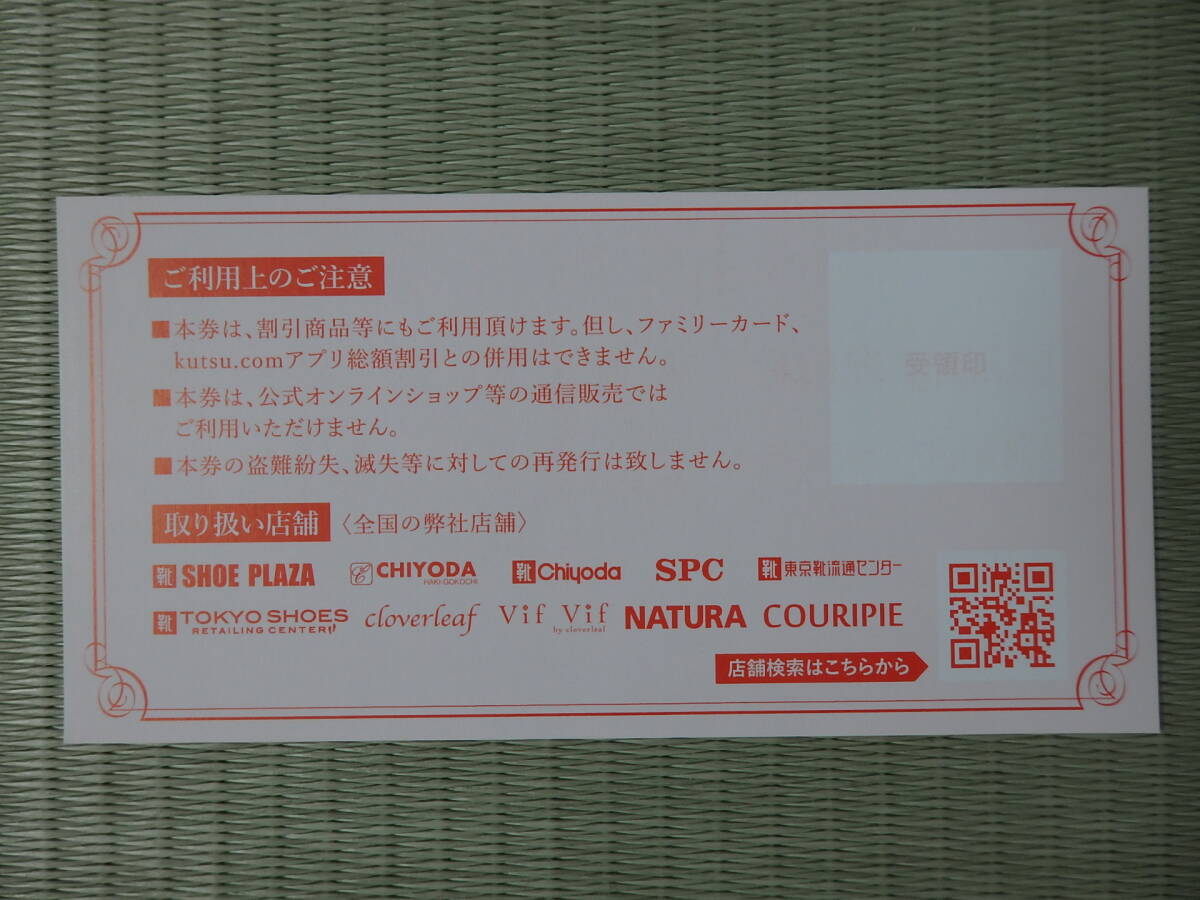 ご利用上のご注意
■本券は、割引商品等にもご利用頂けます。但し、ファミリーカード、
kutsu.comアプリ総額割引との併用はできません。
■本券は、公式オンラインショップ等の通信販売では
ご利用いただけません。
■本券の盗難紛失、滅失等に対しての再発行は致しません。
受領印
取り扱い店舗 〈全国の弊社店舗〉
靴 SHOE PLAZA CHIYODA HAKI-GOKOCHI 靴 Chiyoda SPC 靴 東京靴流通センター
靴 TOKYO SHOES RETAILING CENTER cloverleaf Vif Vif by cloverleaf NATURA COURIPIE
店舗検索はこちらから